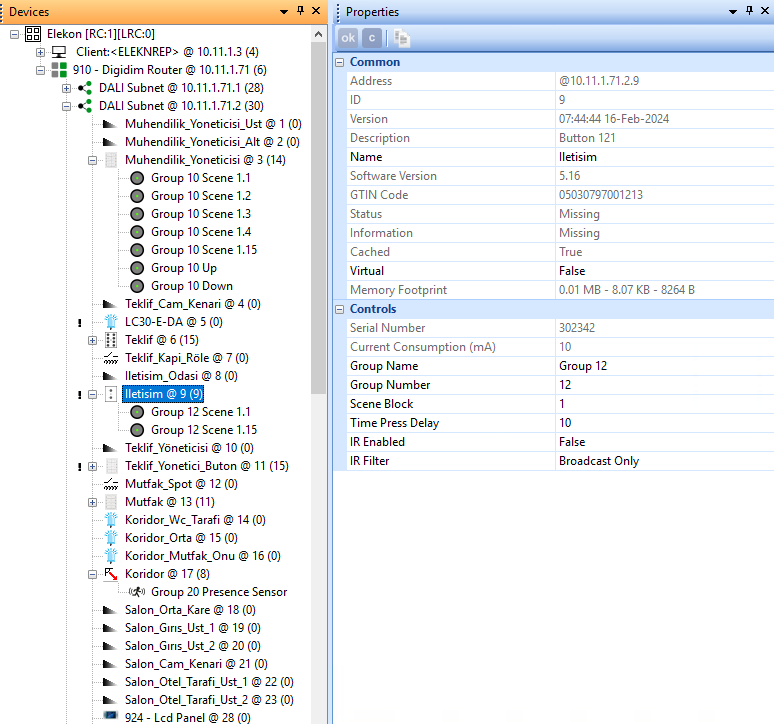 Devices
Elekon [RC:1][LRC:0]
Client:<ELEKNREP> @ 10.11.1.3 (4)
910 - Digidim Router @ 10.11.1.71 (6)
DALI Subnet @ 10.11.1.71.1 (28)
DALI Subnet @ 10.11.1.71.2 (30)
Muhendilik_Yoneticisi_Ust @ 1 (0)
Muhendilik_Yoneticisi_Alt @ 2 (0)
Muhendilik_Yoneticisi @ 3 (14)
Group 10 Scene 1.1
Group 10 Scene 1.2
Group 10 Scene 1.3
Group 10 Scene 1.4
Group 10 Scene 1.15
Group 10 Up
Group 10 Down
Teklif_Cam_Kenari @ 4 (0)
! LC30-E-DA @ 5 (0)
Teklif @ 6 (15)
Teklif_Kapi_Röle @ 7 (0)
Iletisim_Odasi @ 8 (0)
! Iletisim @ 9 (9)
Group 12 Scene 1.1
Group 12 Scene 1.15
Teklif_Yöneticisi @ 10 (0)
! Teklif_Yonetici_Buton @ 11 (15)
Mutfak_Spot @ 12 (0)
Mutfak @ 13 (11)
Koridor_Wc_Tarafi @ 14 (0)
Koridor_Orta @ 15 (0)
Koridor_Mutfak_Onu @ 16 (0)
Koridor @ 17 (8)
Group 20 Presence Sensor
Salon_Orta_Kare @ 18 (0)
Salon_Gırıs_Ust_1 @ 19 (0)
Salon_Gırıs_Ust_2 @ 20 (0)
Salon_Cam_Kenari @ 21 (0)
Salon_Otel_Tarafi_Ust_1 @ 22 (0)
Salon_Otel_Tarafi_Ust_2 @ 23 (0)
924 - Lcd Panel @ 28 (0)
Properties
ok c
Common
Address @10.11.1.71.2.9
ID 9
Version 07:44:44 16-Feb-2024
Description Button 121
Name Iletisim
Software Version 5.16
GTIN Code 05030797001213
Status Missing
Information Missing
Cached True
Virtual False
Memory Footprint 0.01 MB - 8.07 KB - 8264 B
Controls
Serial Number 302342
Current Consumption (mA) 10
Group Name Group 12
Group Number 12
Scene Block 1
Time Press Delay 10
IR Enabled False
IR Filter Broadcast Only